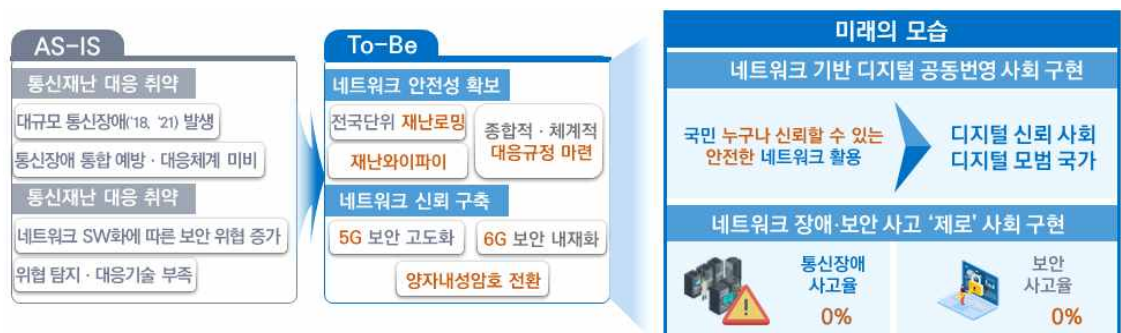 AS-IS
통신재난 대응 취약
대규모 통신장애('18, '21) 발생
통신장애 통합 예방·대응체계 미비
통신재난 대응 취약
네트워크 SW화에 따른 보안 위협 증가
위협 탐지·대응기술 부족
To-Be
네트워크 안전성 확보
전국단위 재난로밍
재난와이파이
종합적·체계적
대응규정 마련
네트워크 신뢰 구축
5G 보안 고도화
6G 보안 내재화
양자내성암호 전환
미래의 모습
네트워크 기반 디지털 공동번영 사회 구현
국민 누구나 신뢰할 수 있는
안전한 네트워크 활용
디지털 신뢰 사회
디지털 모범 국가
네트워크 장애·보안 사고 '제로' 사회 구현
통신장애
사고율
0%
보안
사고율
0%